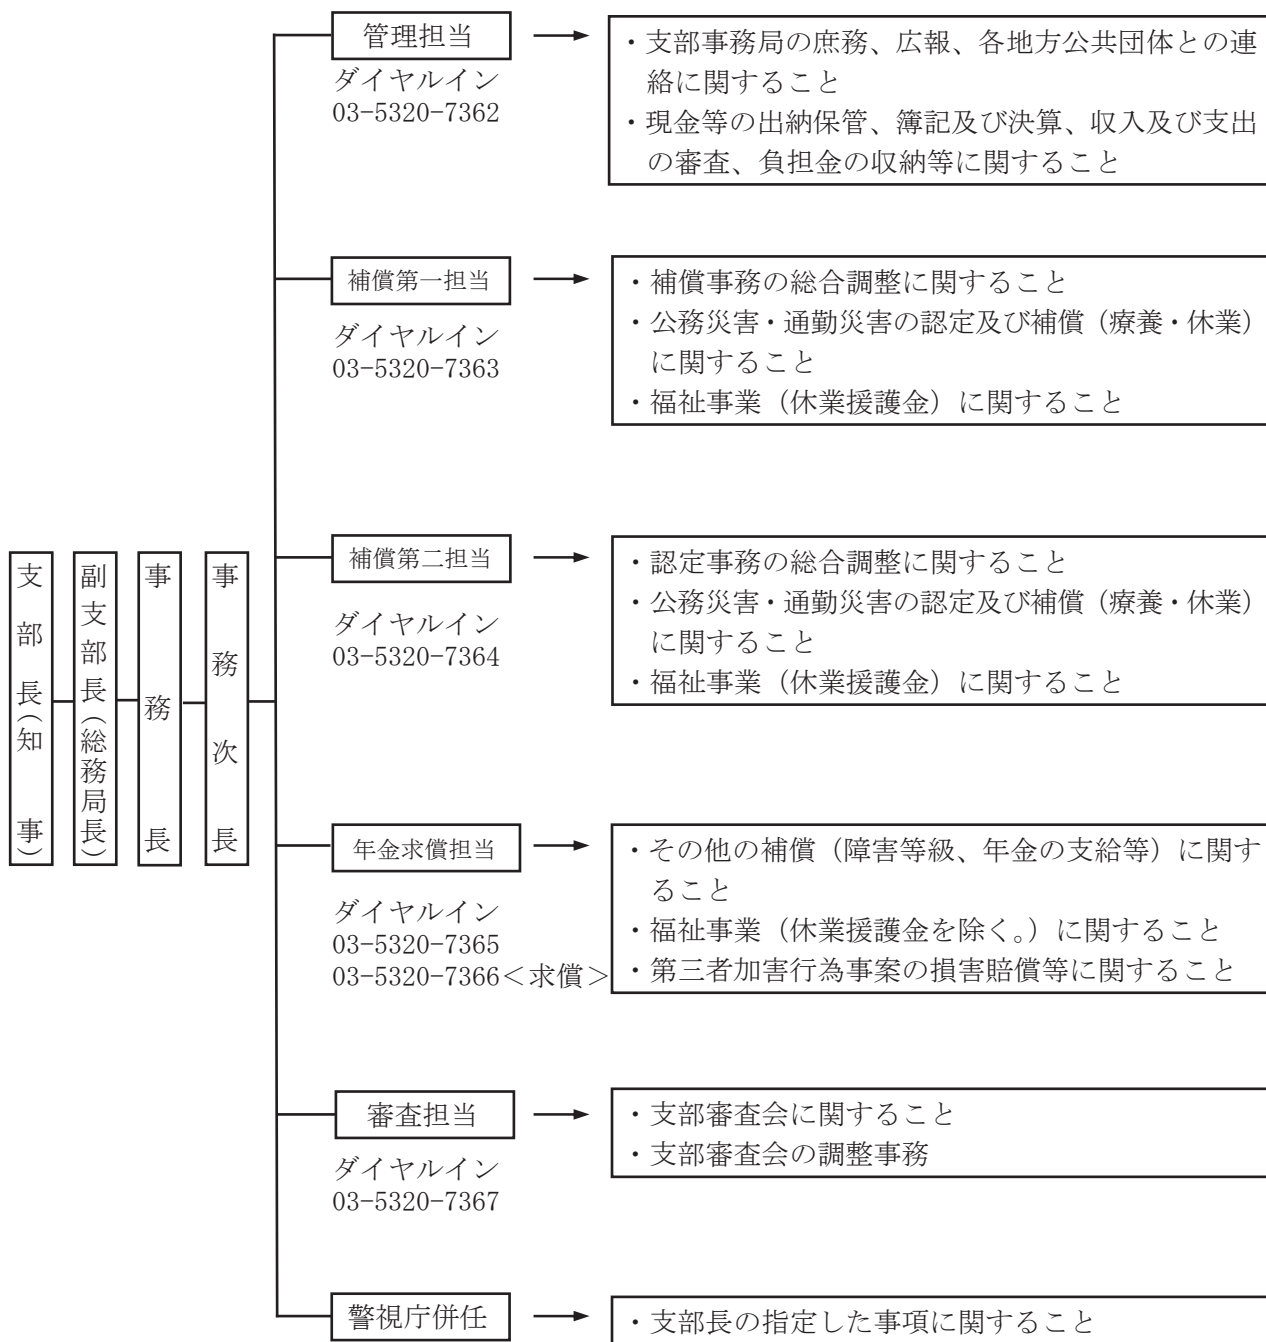 支部長（知事）
副支部長（総務局長）
事務長
事務次長
管理担当
ダイヤルイン
03-5320-7362
・支部事務局の庶務、広報、各地方公共団体との連
絡に関すること
・現金等の出納保管、簿記及び決算、収入及び支出
の審査、負担金の収納等に関すること
補償第一担当
ダイヤルイン
03-5320-7363
・補償事務の総合調整に関すること
・公務災害・通勤災害の認定及び補償（療養・休業）
に関すること
・福祉事業（休業援護金）に関すること
補償第二担当
ダイヤルイン
03-5320-7364
・認定事務の総合調整に関すること
・公務災害・通勤災害の認定及び補償（療養・休業）
に関すること
・福祉事業（休業援護金）に関すること
年金求償担当
ダイヤルイン
03-5320-7365
03-5320-7366＜求償＞
・その他の補償（障害等級、年金の支給等）に関す
ること
・福祉事業（休業援護金を除く。）に関すること
・第三者加害行為事案の損害賠償等に関すること
審査担当
ダイヤルイン
03-5320-7367
・支部審査会に関すること
・支部審査会の調整事務
警視庁併任
・支部長の指定した事項に関すること